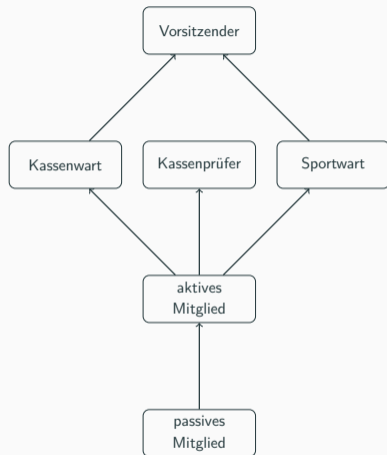 Vorsitzender
Kassenwart
Kassenprüfer
Sportwart
aktives
Mitglied
passives
Mitglied